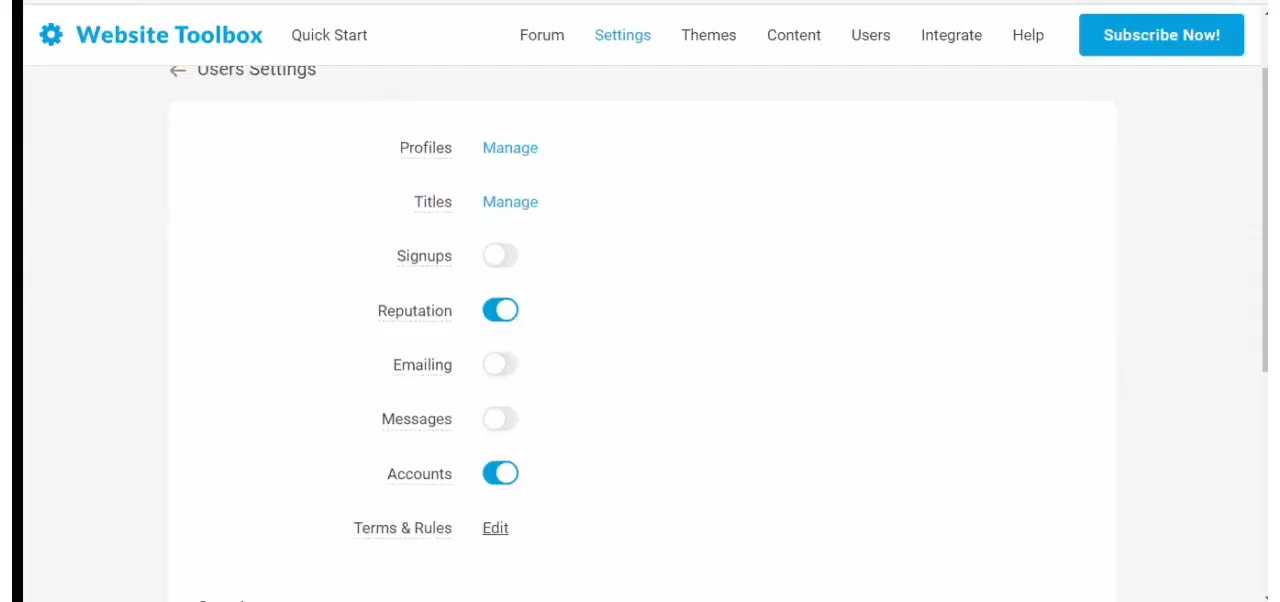 Website Toolbox Quick Start Forum Settings Themes Content Users Integrate Help Subscribe Now!
← Users Settings
Profiles Manage
Titles Manage
Signups
Reputation
Emailing
Messages
Accounts
Terms & Rules Edit